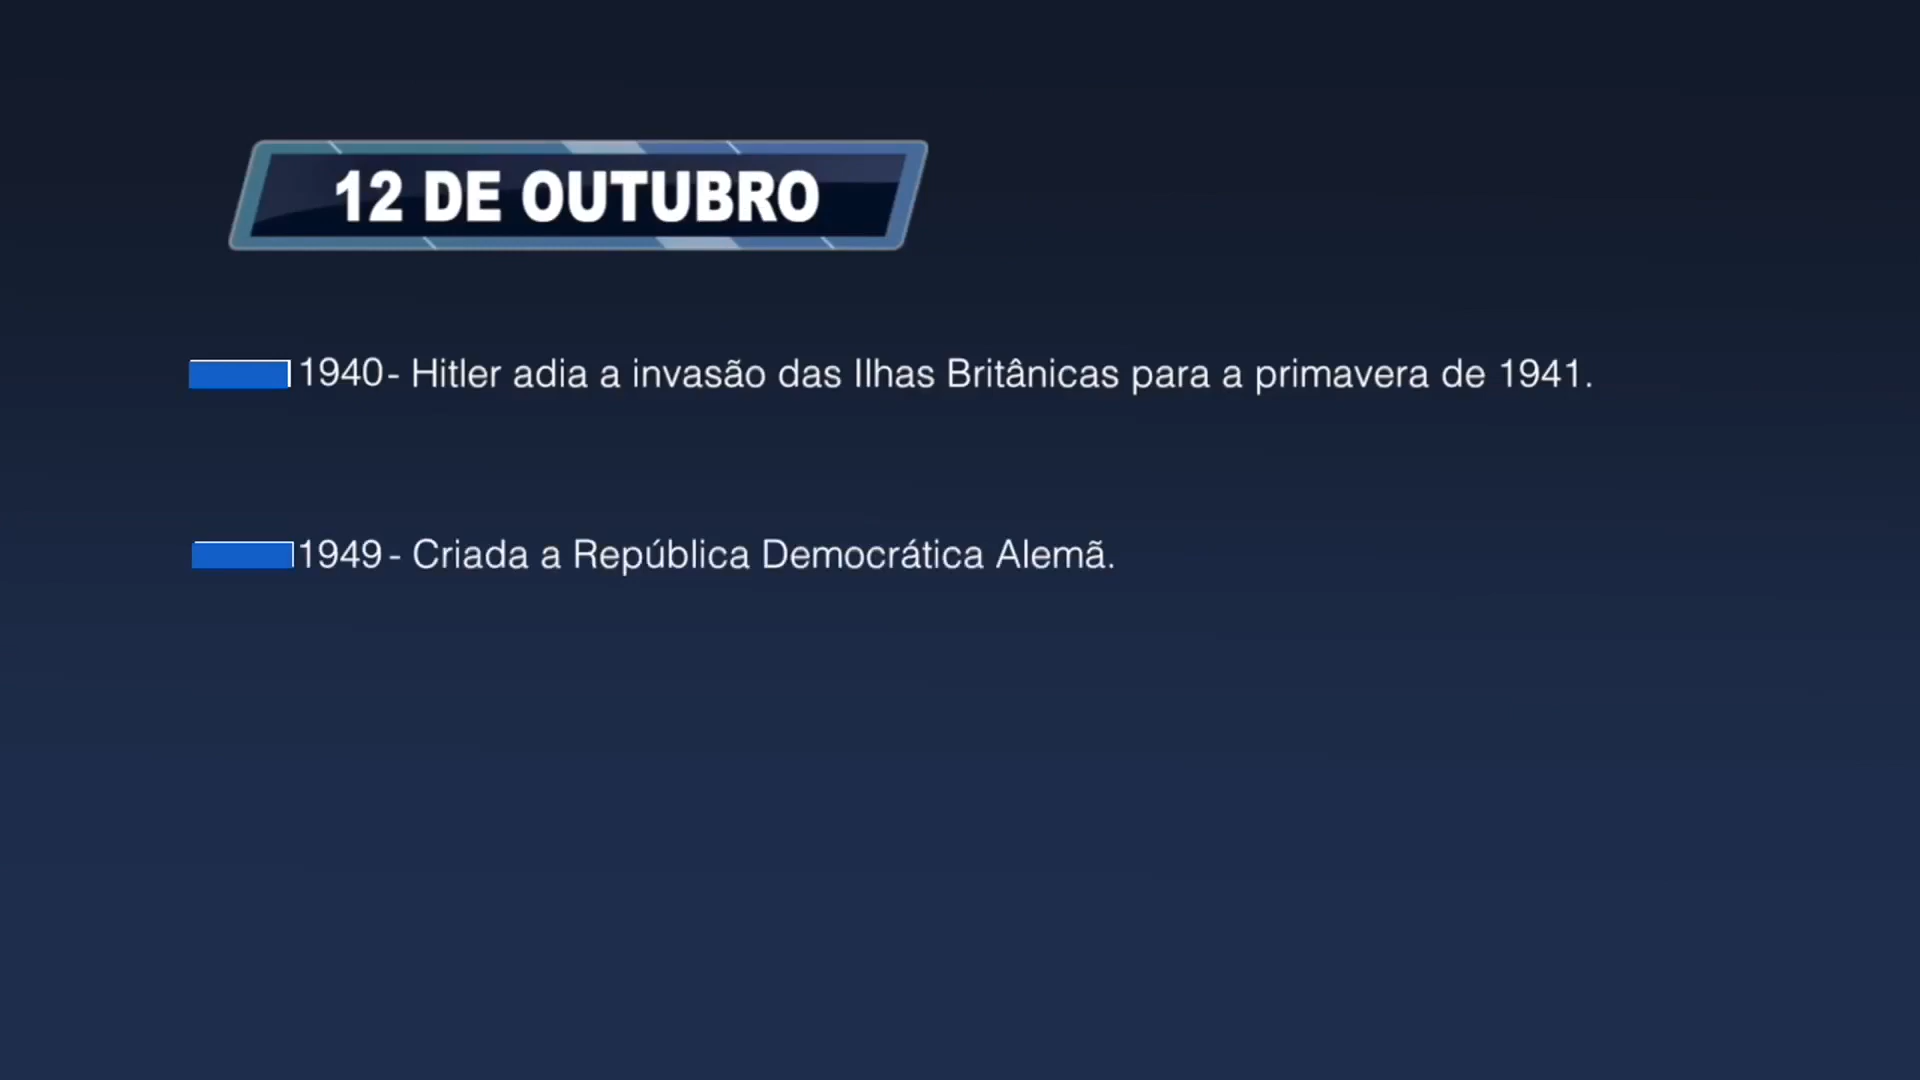 12 DE OUTUBRO
1940- Hitler adia a invasão das Ilhas Britânicas para a primavera de 1941.
1949- Criada a República Democrática Alemã.